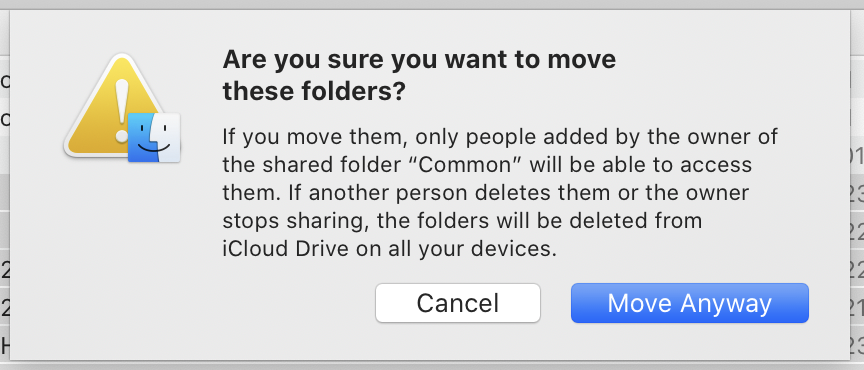 Are you sure you want to move
these folders?
If you move them, only people added by the owner of
the shared folder “Common” will be able to access
them. If another person deletes them or the owner
stops sharing, the folders will be deleted from
iCloud Drive on all your devices.
Cancel
Move Anyway